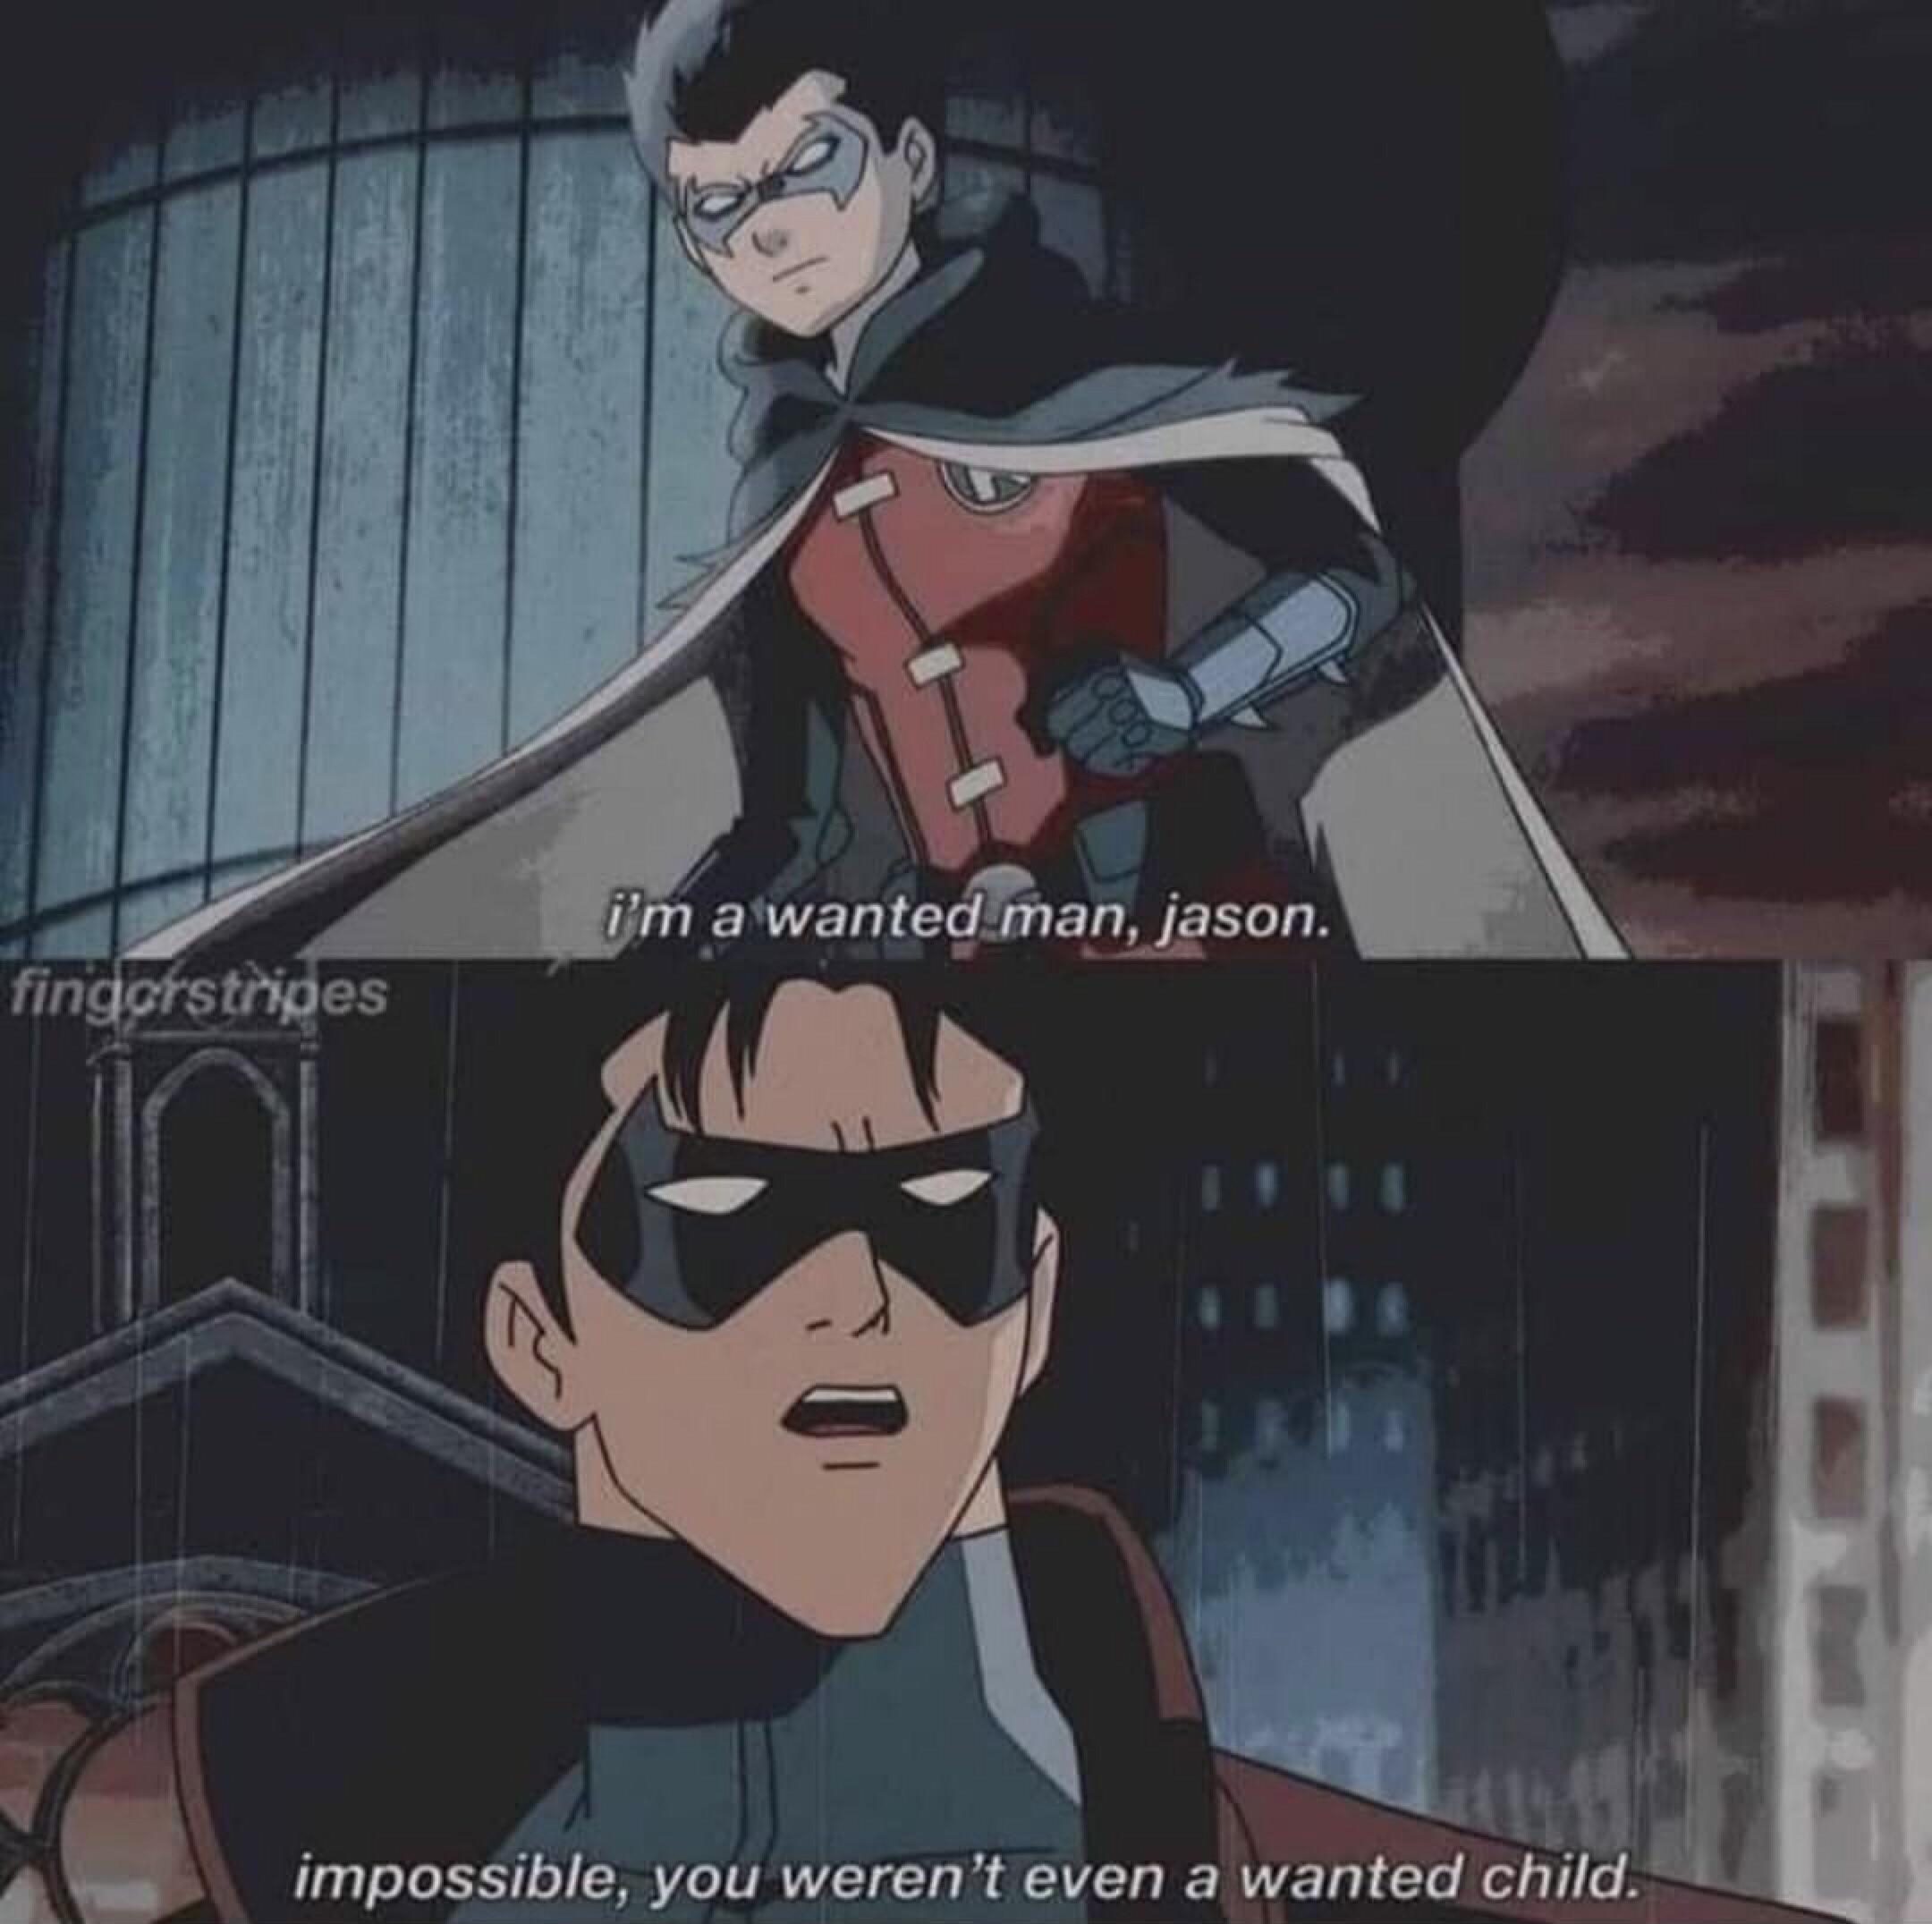 i'm a wanted man, jason.
fingerstripes
impossible, you weren't even a wanted child.